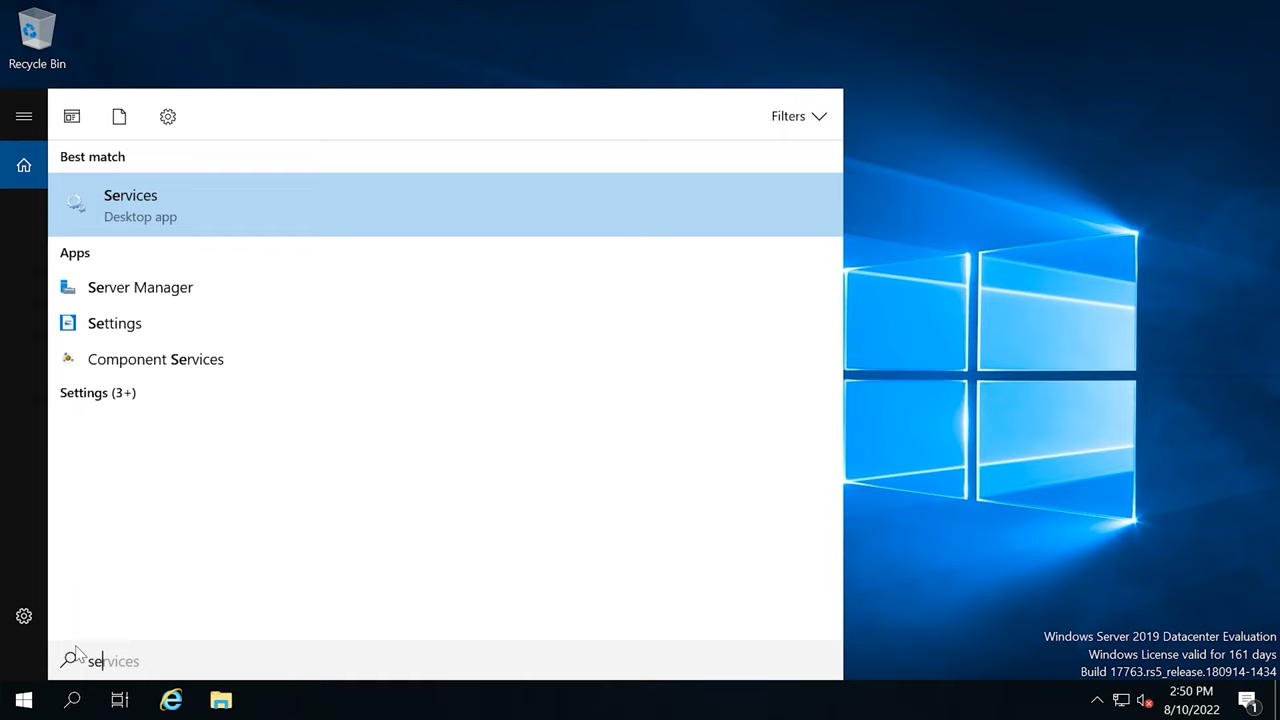 Recycle Bin
Filters
Best match
Services
Desktop app
Apps
Server Manager
Settings
Component Services
Settings (3+)
services
Windows Server 2019 Datacenter Evaluation
Windows License valid for 161 days
Build 17763.rs5_release.180914-1434
2:50 PM
8/10/2022
1